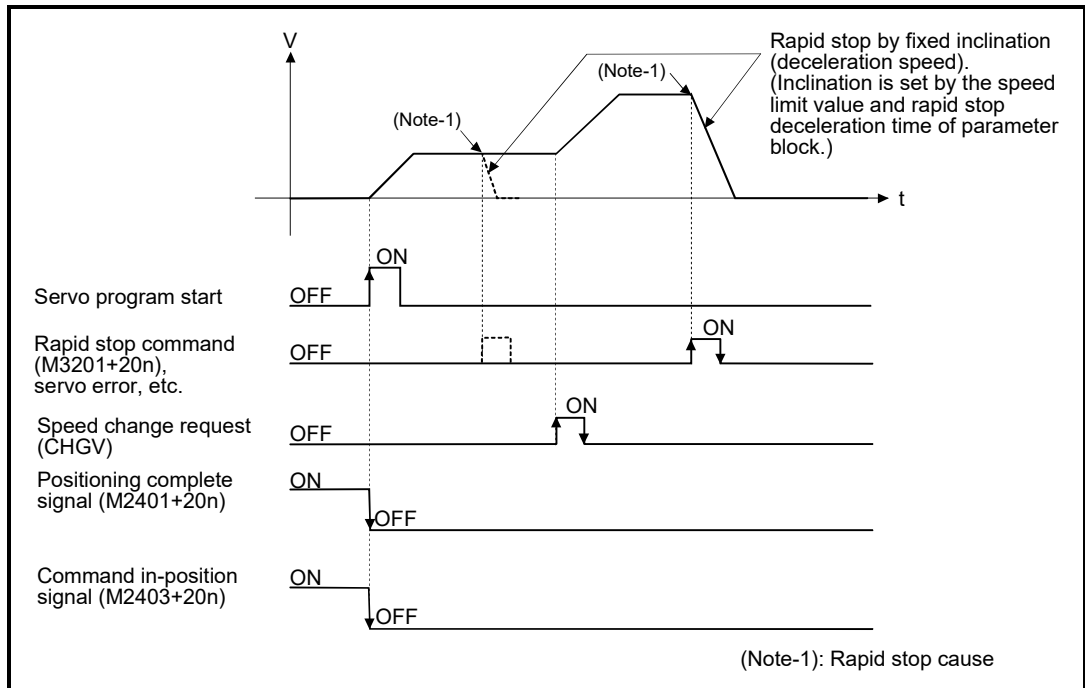 V
Rapid stop by fixed inclination
(deceleration speed).
(Inclination is set by the speed
limit value and rapid stop
deceleration time of parameter
block.)
(Note-1)
(Note-1)
t
ON
Servo program start
OFF
Rapid stop command
(M3201+20n),
servo error, etc.
OFF
ON
Speed change request
(CHGV)
OFF
ON
Positioning complete
signal (M2401+20n)
ON
OFF
Command in-position
signal (M2403+20n)
ON
OFF
(Note-1): Rapid stop cause